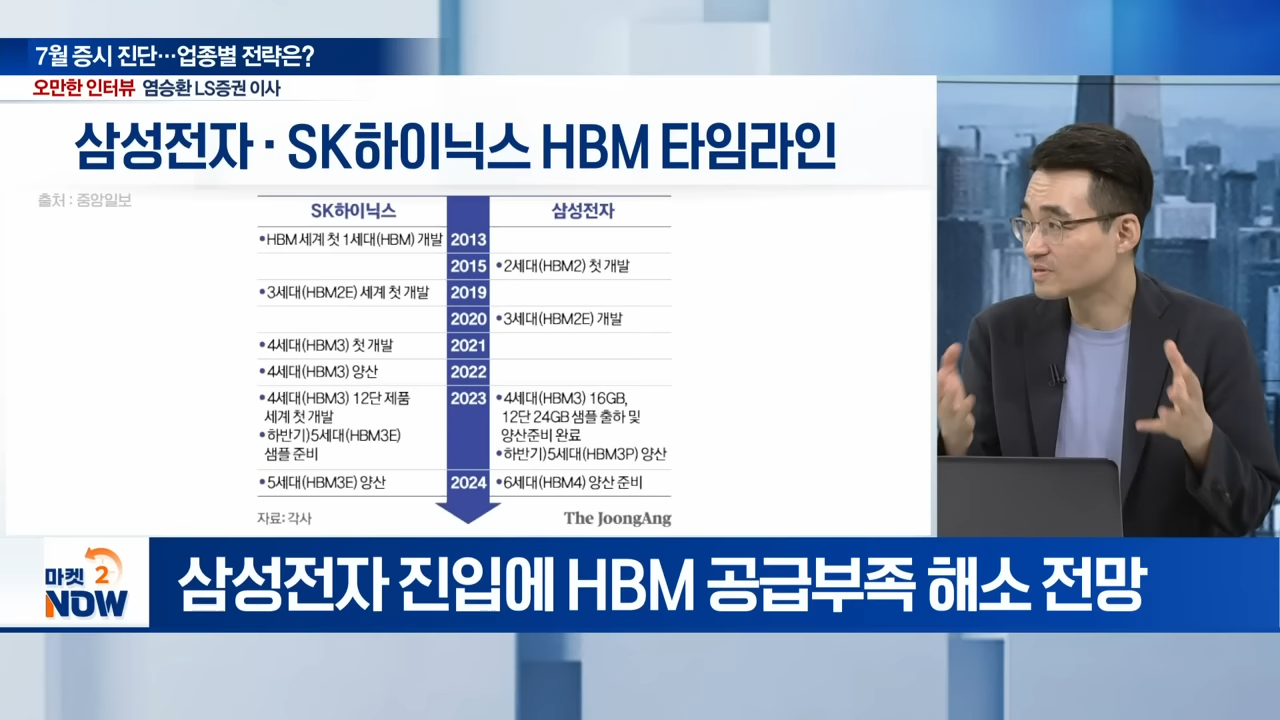 7월 증시 진단…업종별 전략은?
오만한 인터뷰 염승환 LS증권 이사
삼성전자·SK하이닉스 HBM 타임라인
출처 : 중앙일보
SK하이닉스 삼성전자
•HBM 세계 첫 1세대(HBM) 개발 2013
2015 •2세대(HBM2) 첫 개발
•3세대(HBM2E) 세계 첫 개발 2019
2020 •3세대(HBM2E) 개발
•4세대(HBM3) 첫 개발 2021
•4세대(HBM3) 양산 2022
•4세대(HBM3) 12단 제품 2023 •4세대(HBM3) 16GB,
세계 첫 개발 12단 24GB 샘플 출하 및
•하반기)5세대(HBM3E) 양산준비 완료
샘플 준비 •하반기)5세대(HBM3P) 양산
•5세대(HBM3E) 양산 2024 •6세대(HBM4) 양산 준비
자료: 각사 The JoongAng
마켓 2
NOW
삼성전자 진입에 HBM 공급부족 해소 전망